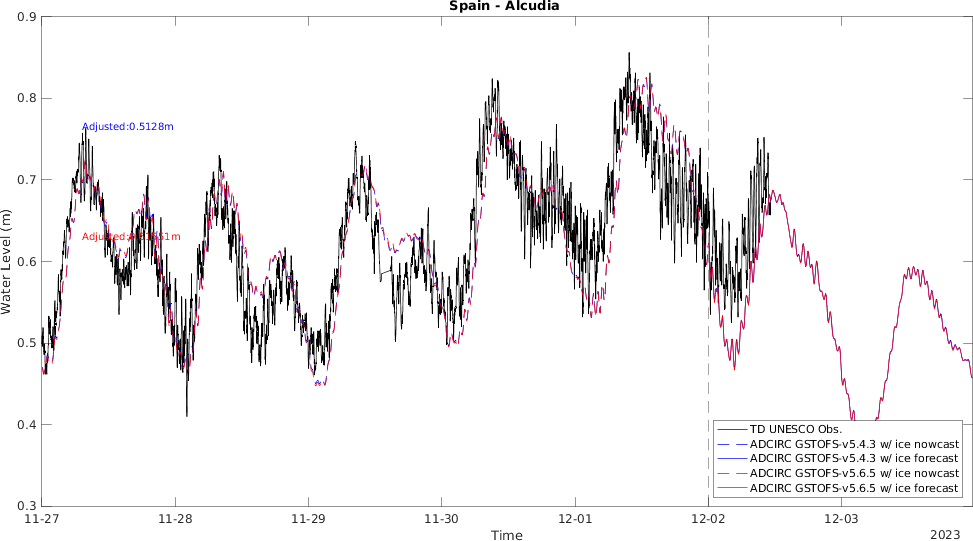 Spain - Alcudia
Water Level (m)
0.9
0.8
0.7
0.6
0.5
0.4
0.3
Adjusted:0.5128m
TD UNESCO Obs.
ADCIRC GSTOFS-v5.4.3 w/ ice nowcast
ADCIRC GSTOFS-v5.4.3 w/ ice forecast
ADCIRC GSTOFS-v5.6.5 w/ ice nowcast
ADCIRC GSTOFS-v5.6.5 w/ ice forecast
11-27 11-28 11-29 11-30 12-01 12-02 12-03
Time
2023